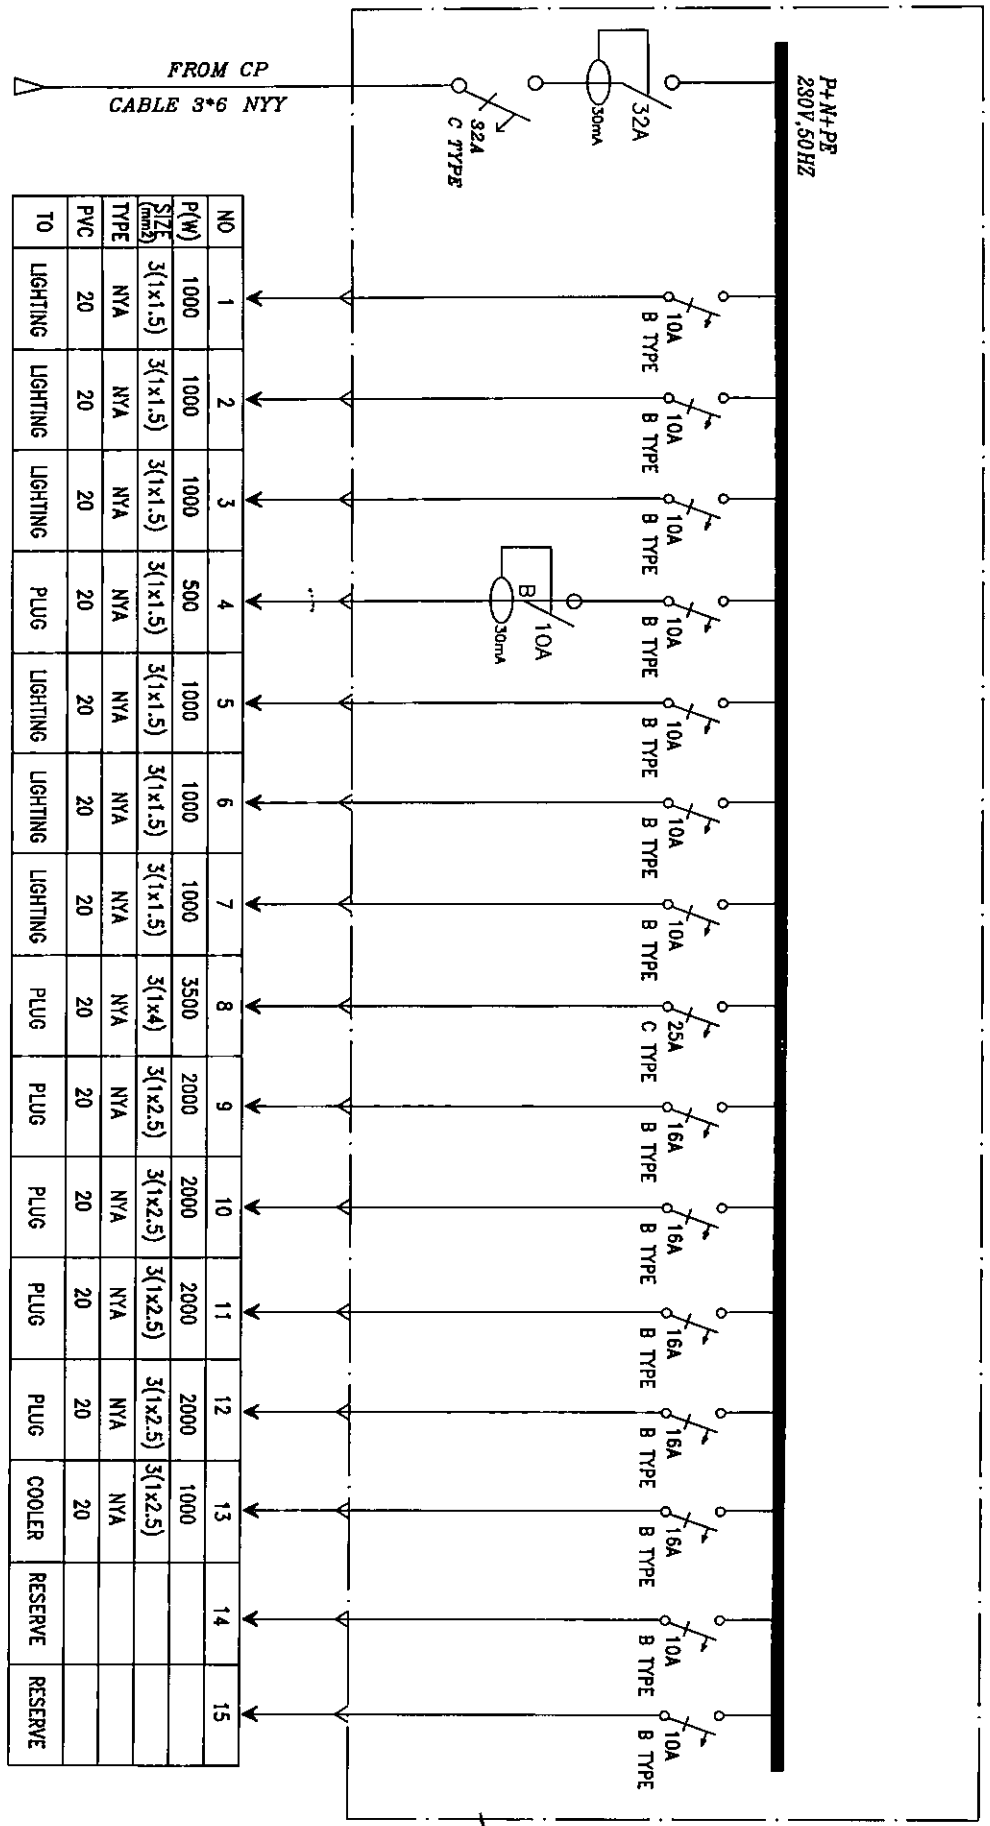 P+N+PE
230V,50HZ
32A
30mA
32A
C TYPE
FROM CP
CABLE 3*6 NYY
10A
B TYPE
10A
B TYPE
10A
B TYPE
10A
B TYPE
10A
B TYPE
10A
B TYPE
10A
B TYPE
25A
C TYPE
16A
B TYPE
16A
B TYPE
16A
B TYPE
16A
B TYPE
16A
B TYPE
10A
B TYPE
10A
B TYPE
B
10A
30mA
NO 1 2 3 4 5 6 7 8 9 10 11 12 13 14 15
P(W) 1000 1000 1000 500 1000 1000 1000 3500 2000 2000 2000 2000 1000
SIZE (mm2) 3(1x1.5) 3(1x1.5) 3(1x1.5) 3(1x1.5) 3(1x1.5) 3(1x1.5) 3(1x1.5) 3(1x4) 3(1x2.5) 3(1x2.5) 3(1x2.5) 3(1x2.5) 3(1x2.5)
TYPE NYA NYA NYA NYA NYA NYA NYA NYA NYA NYA NYA NYA NYA
PVC 20 20 20 20 20 20 20 20 20 20 20 20 20
TO LIGHTING LIGHTING LIGHTING PLUG LIGHTING LIGHTING LIGHTING PLUG PLUG PLUG PLUG PLUG COOLER RESERVE RESERVE